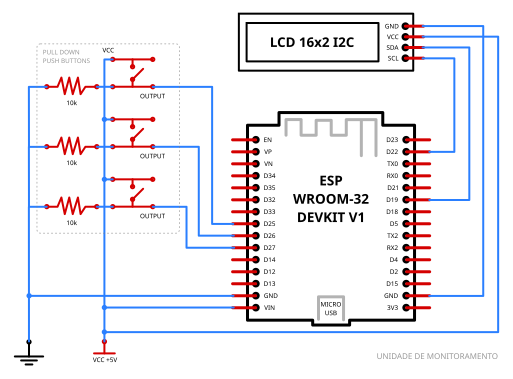 GND
VCC
SDA
SCL
LCD 16x2 I2C
PULL DOWN
PUSH BUTTONS
VCC
10k
OUTPUT
10k
OUTPUT
10k
OUTPUT
EN
VP
VN
D34
D35
D32
D33
D25
D26
D27
D14
D12
D13
GND
VIN
ESP
WROOM-32
DEVKIT V1
MICRO
USB
D23
D22
TX0
RX0
D21
D19
D18
D5
TX2
RX2
D4
D2
D15
GND
3V3
VCC +5V
UNIDADE DE MONITORAMENTO